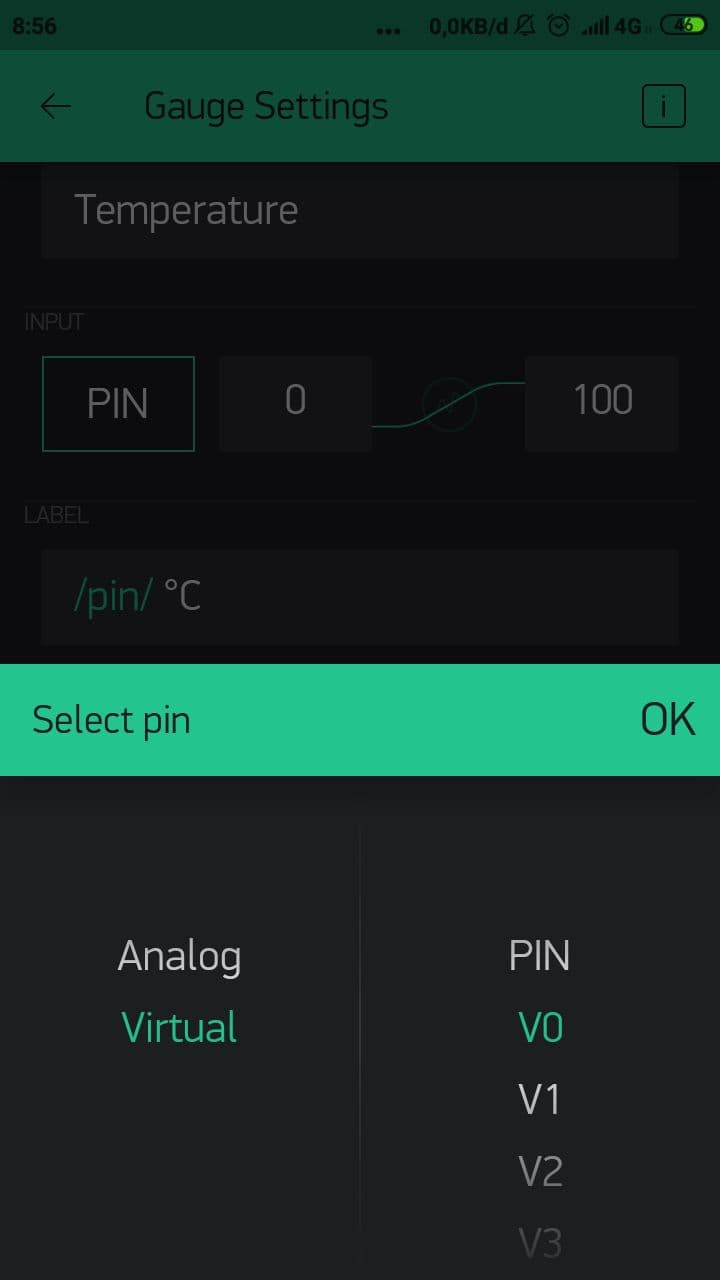 8:56 ... 0,0KB/d 4G 46
Gauge Settings i
Temperature
INPUT
PIN 0 100
LABEL
/pin/ °C
Select pin OK
Analog PIN
Virtual V0
V1
V2
V3